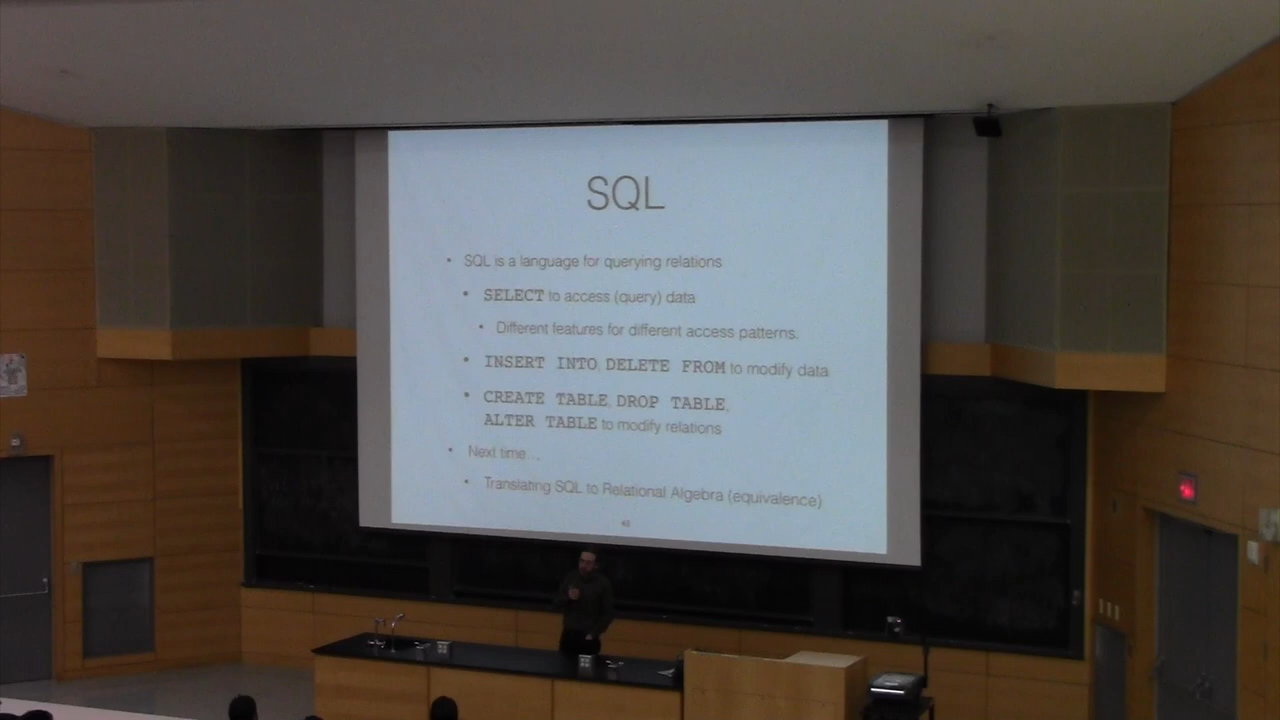 SQL
• SQL is a language for querying relations
• SELECT to access (query) data
• Different features for different access patterns.
• INSERT INTO, DELETE FROM to modify data
• CREATE TABLE, DROP TABLE,
ALTER TABLE to modify relations
• Next time…
• Translating SQL to Relational Algebra (equivalence)